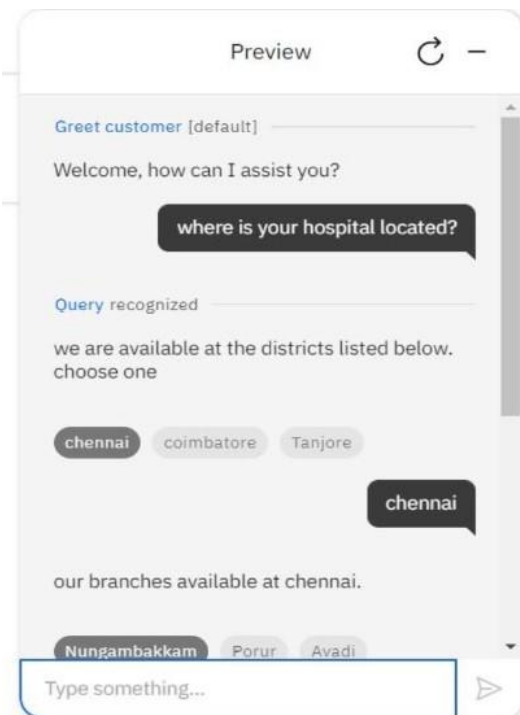 Preview
Greet customer [default]
Welcome, how can I assist you?
where is your hospital located?
Query recognized
we are available at the districts listed below.
choose one
chennai coimbatore Tanjore
chennai
our branches available at chennai.
Nungambakkam Porur Avadi
Type something...